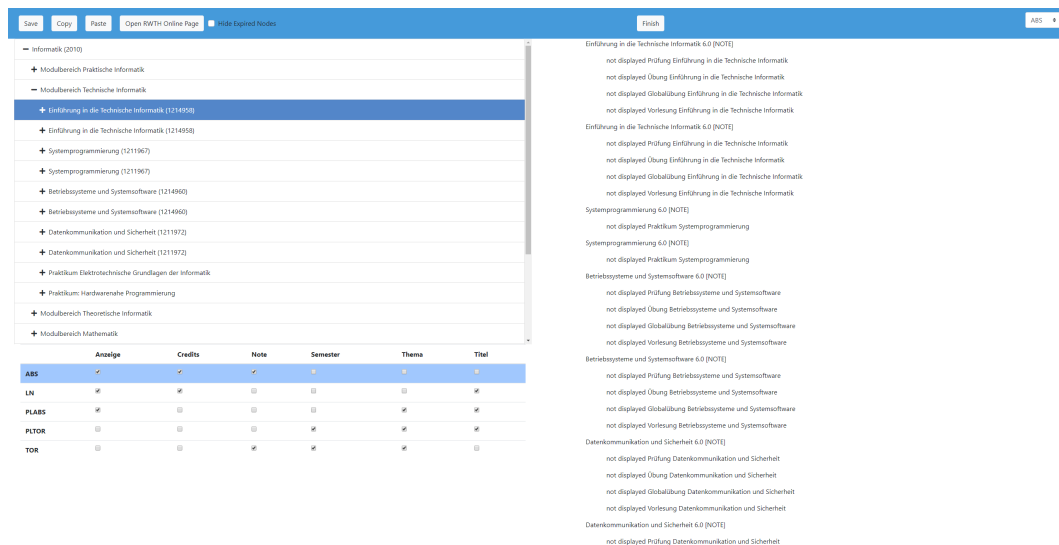 Save Copy Paste Open RWTH Online Page Hide Expired Nodes Finish ABS
Informatik (2010)
Modulbereich Praktische Informatik
Modulbereich Technische Informatik
Einführung in die Technische Informatik (1214958)
Einführung in die Technische Informatik (1214958)
Systemprogrammierung (1211967)
Systemprogrammierung (1211967)
Betriebssysteme und Systemsoftware (1214960)
Betriebssysteme und Systemsoftware (1214960)
Datenkommunikation und Sicherheit (1211972)
Datenkommunikation und Sicherheit (1211972)
Praktikum Elektrotechnische Grundlagen der Informatik
Praktikum: Hardwarenahe Programmierung
Modulbereich Theoretische Informatik
Modulbereich Mathematik
Anzeige Credits Note Semester Thema Titel
ABS
LN
PLABS
PLTOR
TOR
Einführung in die Technische Informatik 6.0 [NOTE]
not displayed Prüfung Einführung in die Technische Informatik
not displayed Übung Einführung in die Technische Informatik
not displayed Globalübung Einführung in die Technische Informatik
not displayed Vorlesung Einführung in die Technische Informatik
Einführung in die Technische Informatik 6.0 [NOTE]
not displayed Prüfung Einführung in die Technische Informatik
not displayed Übung Einführung in die Technische Informatik
not displayed Globalübung Einführung in die Technische Informatik
not displayed Vorlesung Einführung in die Technische Informatik
Systemprogrammierung 6.0 [NOTE]
not displayed Praktikum Systemprogrammierung
Systemprogrammierung 6.0 [NOTE]
not displayed Praktikum Systemprogrammierung
Betriebssysteme und Systemsoftware 6.0 [NOTE]
not displayed Prüfung Betriebssysteme und Systemsoftware
not displayed Übung Betriebssysteme und Systemsoftware
not displayed Globalübung Betriebssysteme und Systemsoftware
not displayed Vorlesung Betriebssysteme und Systemsoftware
Betriebssysteme und Systemsoftware 6.0 [NOTE]
not displayed Prüfung Betriebssysteme und Systemsoftware
not displayed Übung Betriebssysteme und Systemsoftware
not displayed Globalübung Betriebssysteme und Systemsoftware
not displayed Vorlesung Betriebssysteme und Systemsoftware
Datenkommunikation und Sicherheit 6.0 [NOTE]
not displayed Prüfung Datenkommunikation und Sicherheit
not displayed Übung Datenkommunikation und Sicherheit
not displayed Globalübung Datenkommunikation und Sicherheit
not displayed Vorlesung Datenkommunikation und Sicherheit
Datenkommunikation und Sicherheit 6.0 [NOTE]
not displayed Prüfung Datenkommunikation und Sicherheit